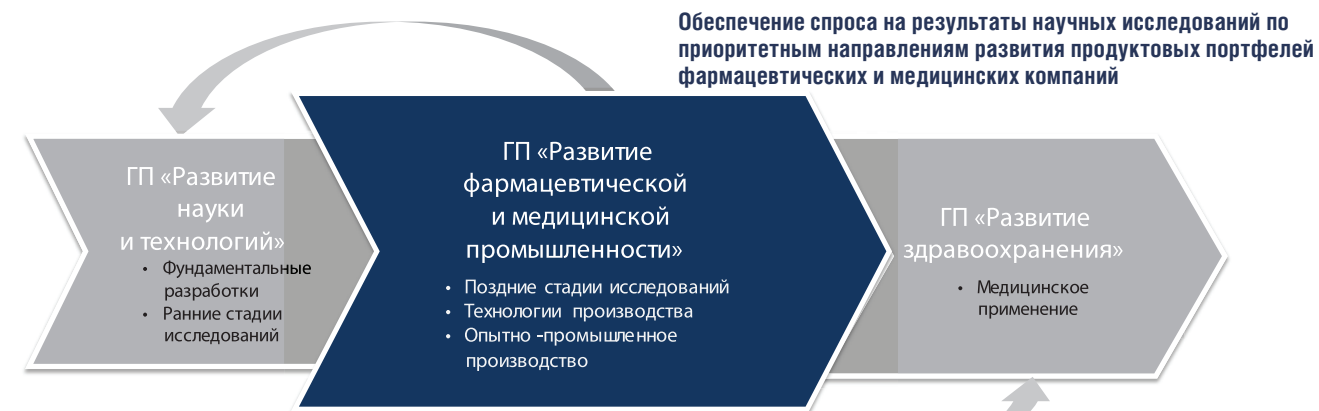 Обеспечение спроса на результаты научных исследований по
приоритетным направлениям развития продуктовых портфелей
фармацевтических и медицинских компаний
ГП «Развитие
науки
и технологий»
• Фундаментальные
разработки
• Ранние стадии
исследований
ГП «Развитие
фармацевтической
и медицинской
промышленности»
• Поздние стадии исследований
• Технологии производства
• Опытно -промышленное
производство
ГП «Развитие
здравоохранения»
• Медицинское
применение